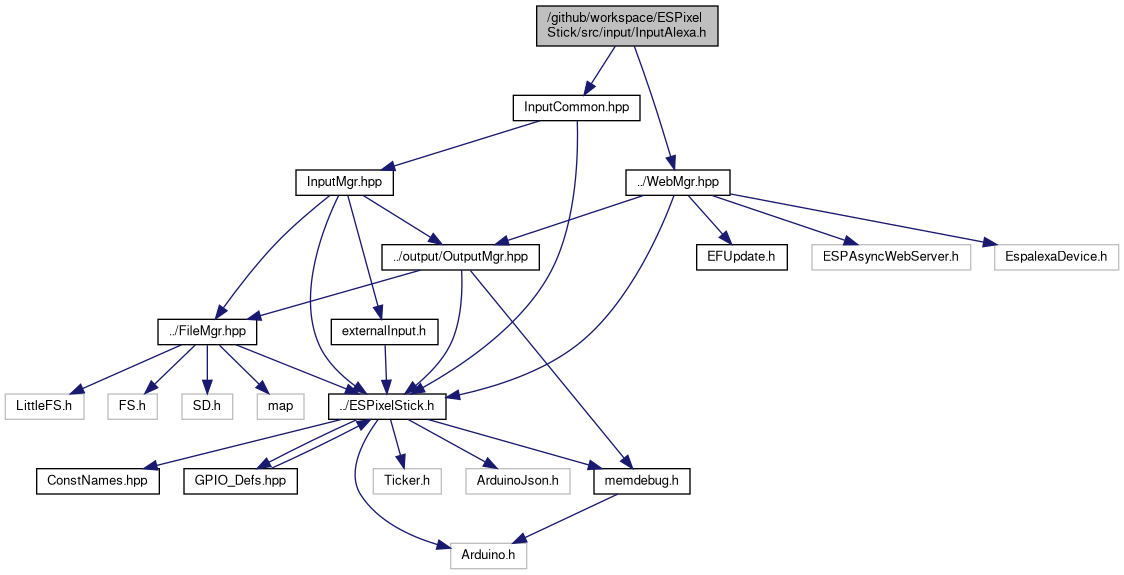 /github/workspace/ESPixel
Stick/src/input/InputAlexa.h
InputCommon.hpp
InputMgr.hpp
../WebMgr.hpp
../output/OutputMgr.hpp
EFUpdate.h
ESPAsyncWebServer.h
EspalexaDevice.h
../FileMgr.hpp
externalInput.h
LittleFS.h
FS.h
SD.h
map
../ESPixelStick.h
ConstNames.hpp
GPIO_Defs.hpp
Ticker.h
ArduinoJson.h
memdebug.h
Arduino.h